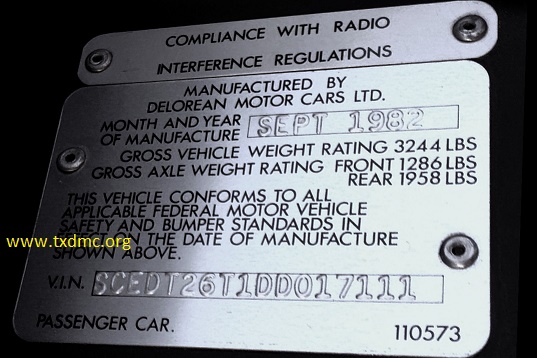 COMPLIANCE WITH RADIO
INTERFERENCE REGULATIONS
MANUFACTURED BY
DELOREAN MOTOR CARS LTD.
MONTH AND YEAR
OF MANUFACTURE SEPT 1982
GROSS VEHICLE WEIGHT RATING 3244 LBS
GROSS AXLE WEIGHT RATING FRONT 1286 LBS
REAR 1958 LBS
THIS VEHICLE CONFORMS TO ALL
APPLICABLE FEDERAL MOTOR VEHICLE
SAFETY AND BUMPER STANDARDS IN
EFFECT ON THE DATE OF MANUFACTURE
SHOWN ABOVE.
www.txdmc.org
V.I.N. SCEDT26T1DD017111
PASSENGER CAR. 110573